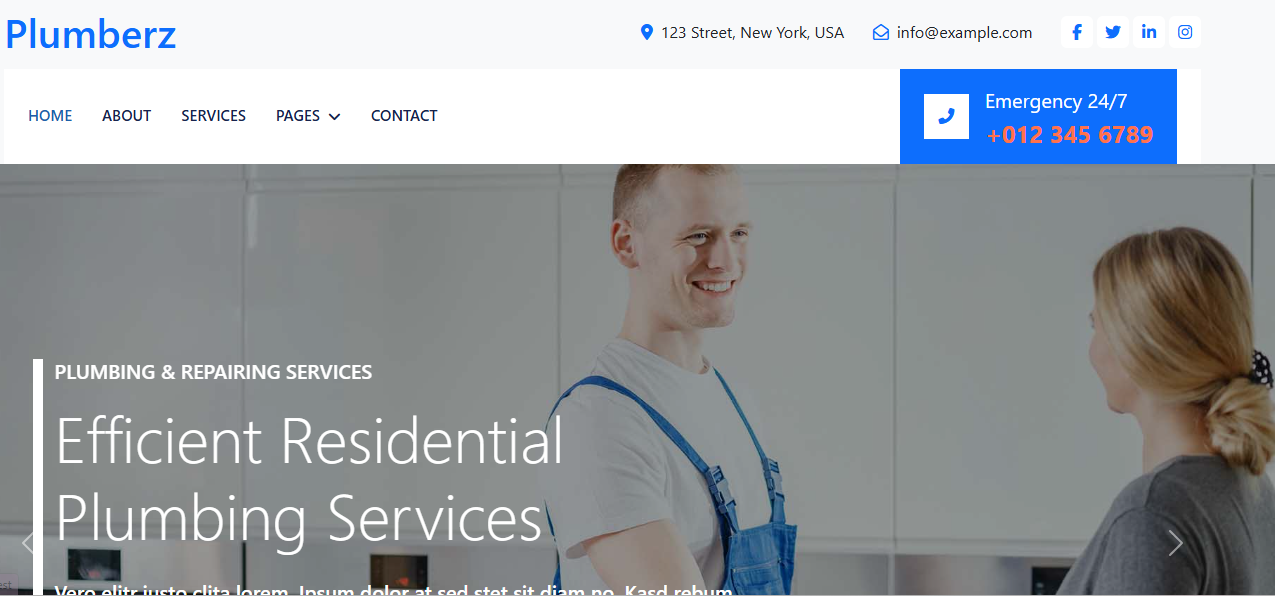 Plumberz
123 Street, New York, USA
info@example.com
HOME
ABOUT
SERVICES
PAGES
CONTACT
Emergency 24/7
+012 345 6789
PLUMBING & REPAIRING SERVICES
Efficient Residential
Plumbing Services
Vero elitr justo clita lorem. Ipsum dolor at sed stet sit diam no. Kasd rebum